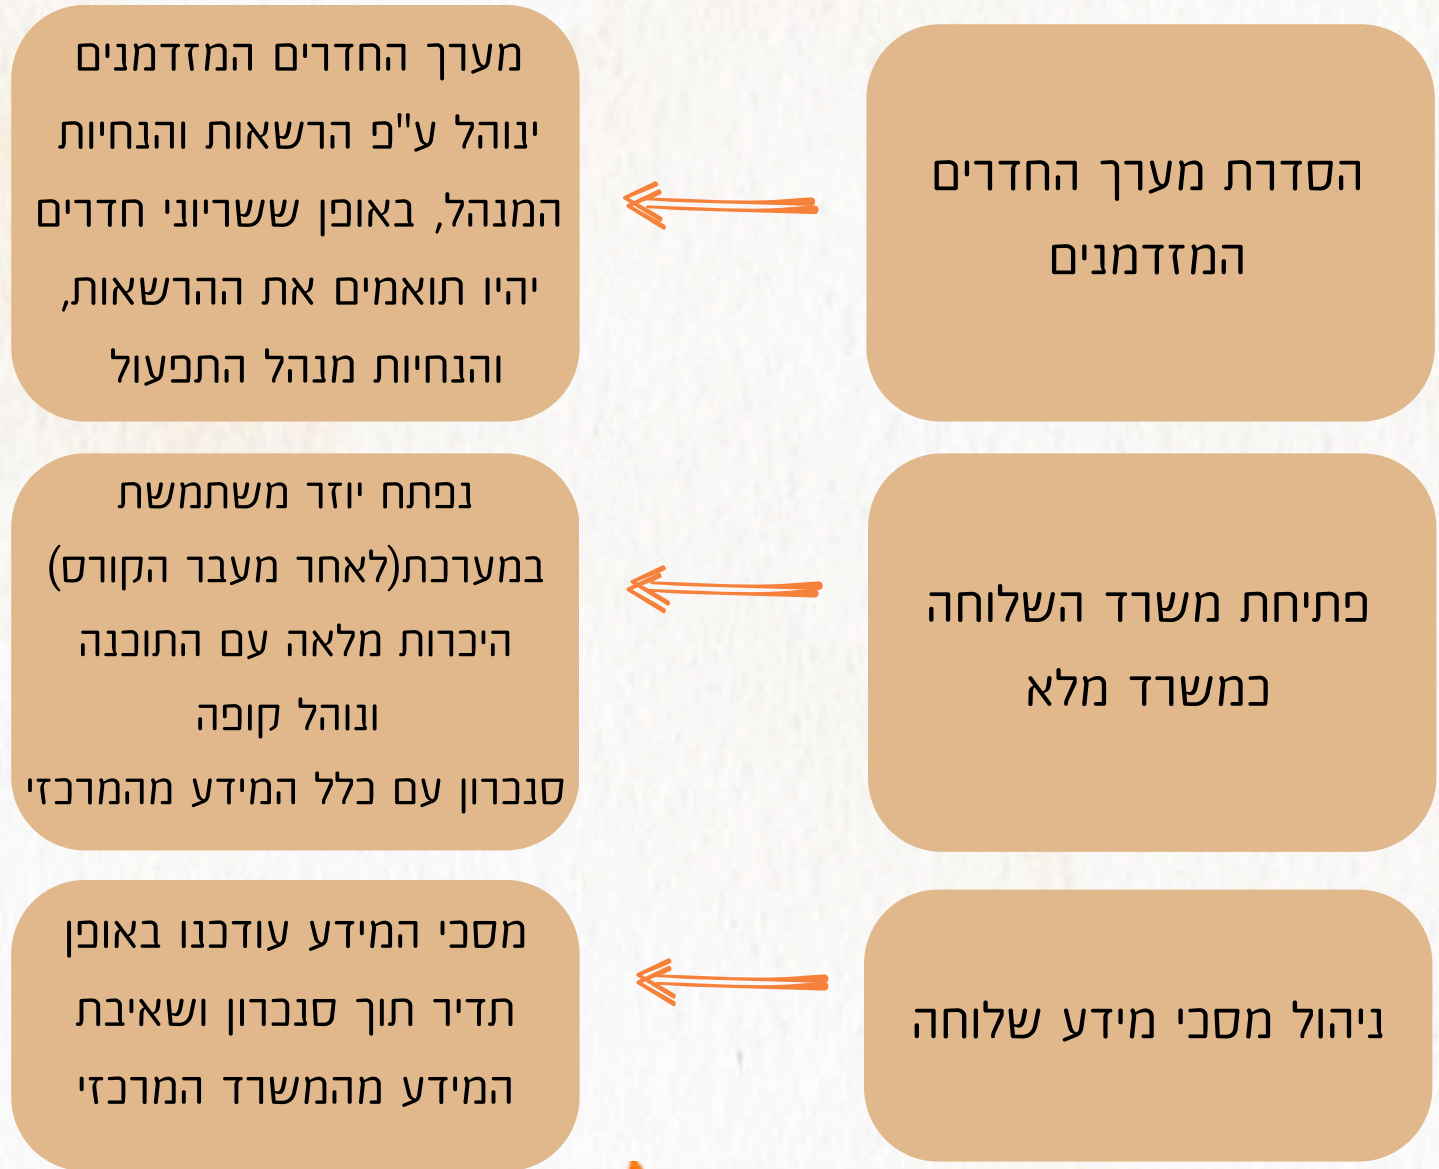 הסדרת מערך החדרים
המזדמנים
מערך החדרים המזדמנים
ינוהל ע"פ הרשאות והנחיות
המנהל, באופן ששריוני חדרים
יהיו תואמים את ההרשאות,
והנחיות מנהל התפעול
פתיחת משרד השלוחה
כמשרד מלא
נפתח יוזר משתמשת
במערכת(לאחר מעבר הקורס)
היכרות מלאה עם התוכנה
ונוהל קופה
סנכרון עם כלל המידע מהמרכזי
ניהול מסכי מידע שלוחה
מסכי המידע עודכנו באופן
תדיר תוך סנכרון ושאיבת
המידע מהמשרד המרכזי